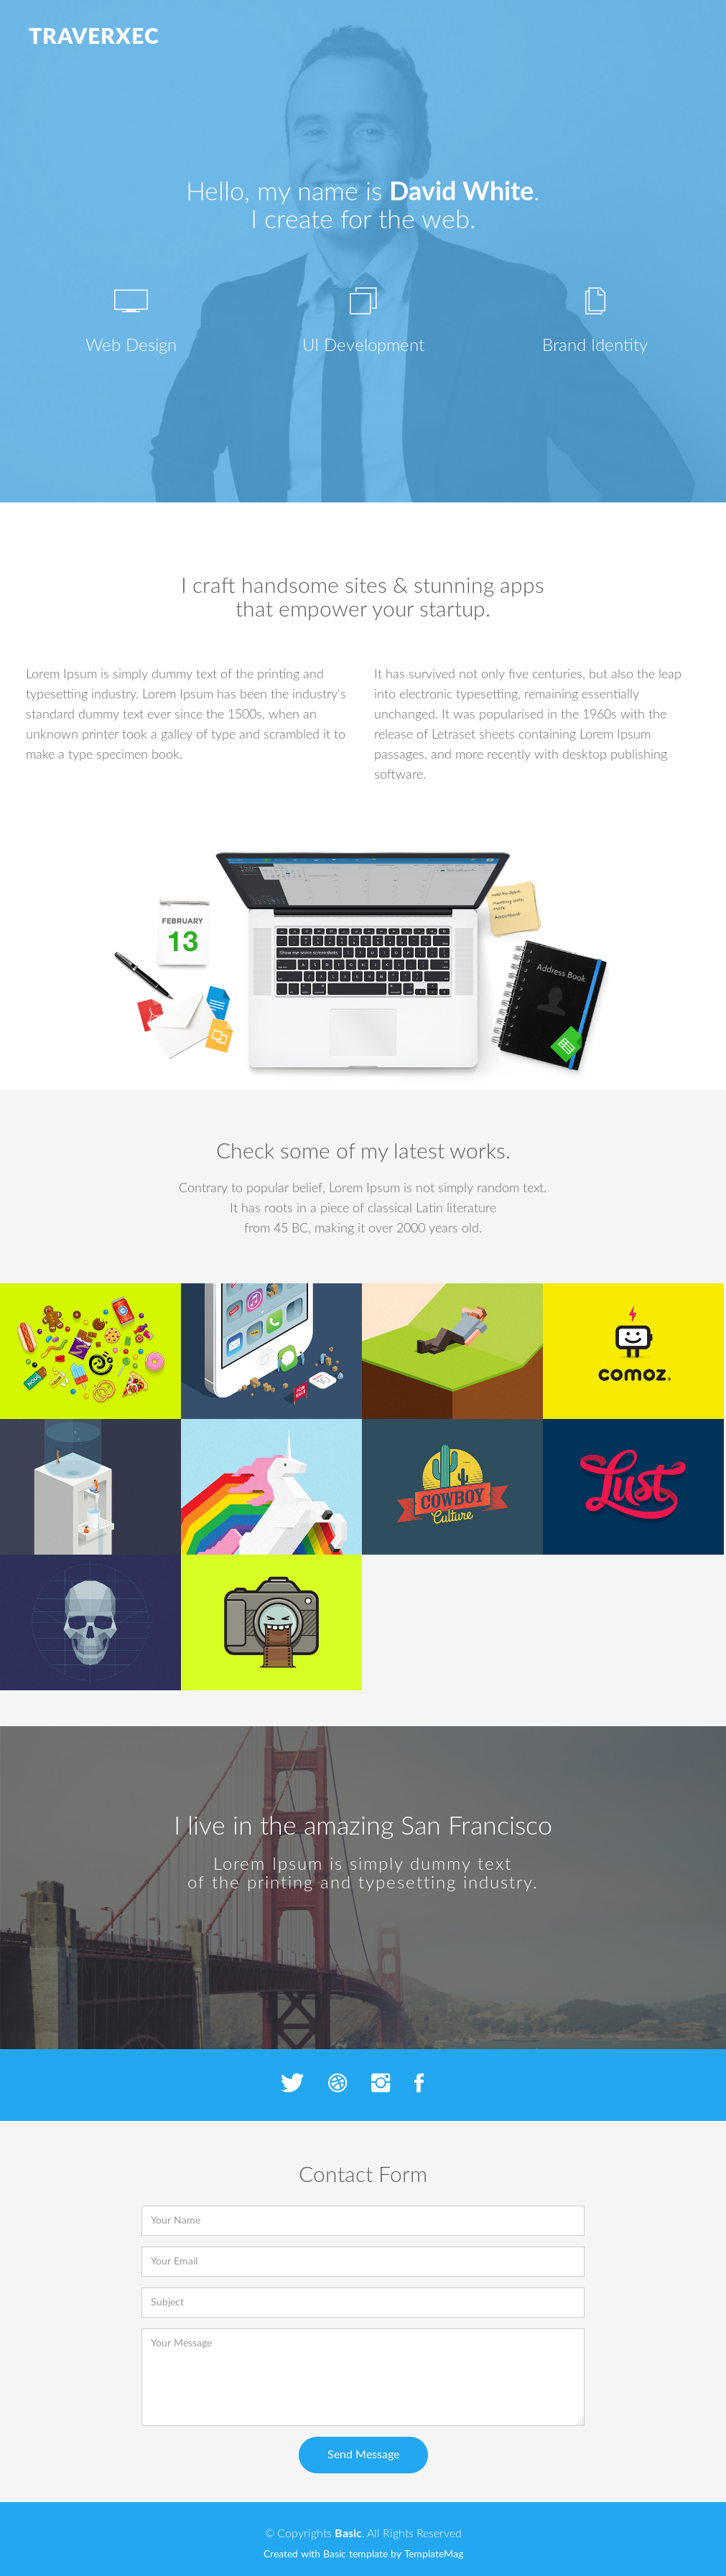 TRAVERXEC
Hello, my name is David White.
I create for the web.
Web Design
UI Development
Brand Identity
I craft handsome sites & stunning apps
that empower your startup.
Lorem Ipsum is simply dummy text of the printing and
typesetting industry. Lorem Ipsum has been the industry's
standard dummy text ever since the 1500s, when an
unknown printer took a galley of type and scrambled it to
make a type specimen book.
It has survived not only five centuries, but also the leap
into electronic typesetting, remaining essentially
unchanged. It was popularised in the 1960s with the
release of Letraset sheets containing Lorem Ipsum
passages, and more recently with desktop publishing
software.
FEBRUARY
13
Show me some screenshots
Address Book
Check some of my latest works.
Contrary to popular belief, Lorem Ipsum is not simply random text.
It has roots in a piece of classical Latin literature
from 45 BC, making it over 2000 years old.
FOR
SALE
comoz.
COWBOY
Culture
Lust
I live in the amazing San Francisco
Lorem Ipsum is simply dummy text
of the printing and typesetting industry.
Contact Form
Your Name
Your Email
Subject
Your Message
Send Message
© Copyrights Basic. All Rights Reserved
Created with Basic template by TemplateMag